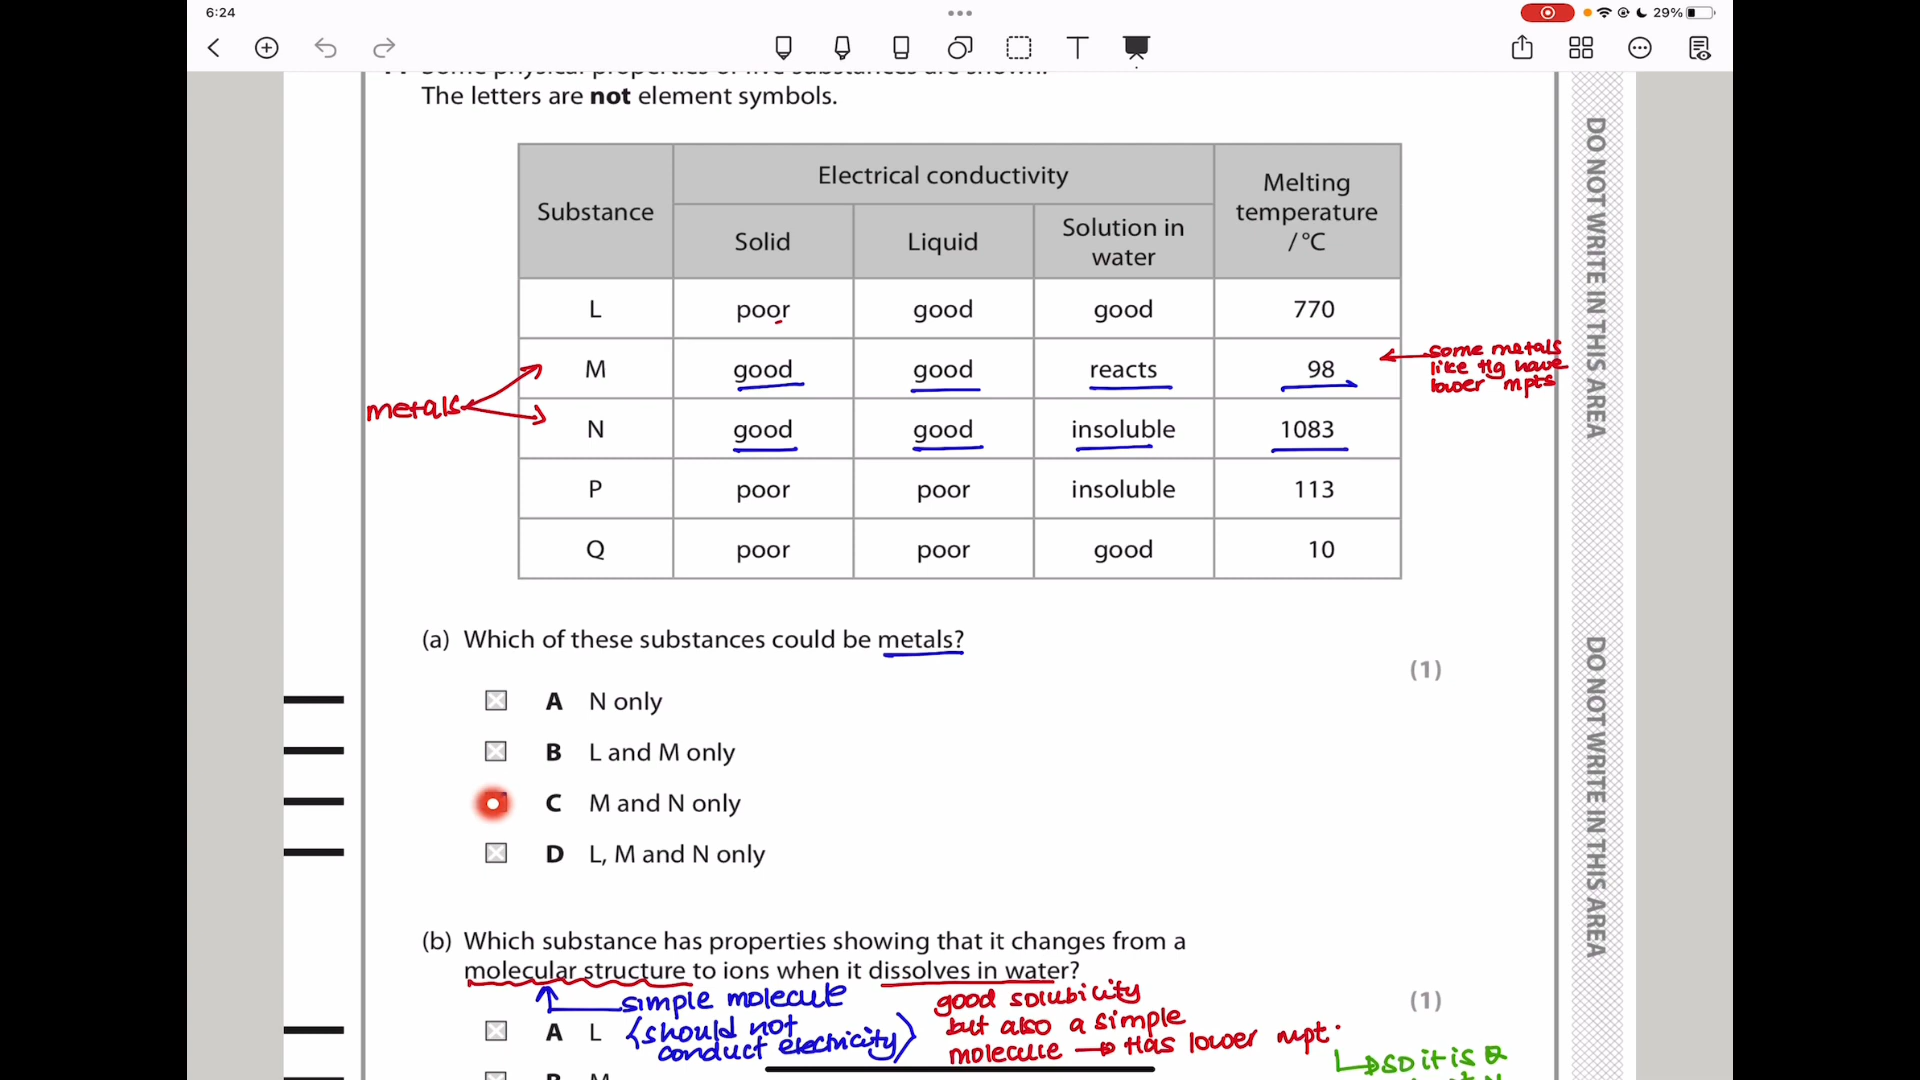 6:24
29%
The letters are not element symbols.
Substance
Electrical conductivity
Melting temperature /°C
Solid
Liquid
Solution in water
L poor good good 770
M good good reacts 98
N good good insoluble 1083
P poor poor insoluble 113
Q poor poor good 10
metals
some metals
like Hg have
lower mpts
(a) Which of these substances could be metals?
(1)
A N only
B L and M only
C M and N only
D L, M and N only
(b) Which substance has properties showing that it changes from a
molecular structure to ions when it dissolves in water?
(1)
simple molecule
(should not
conduct electricity)
good solubility
but also a simple
molecule → Has lower mpt.
so it is Q
A L
DO NOT WRITE IN THIS AREA
DO NOT WRITE IN THIS AREA